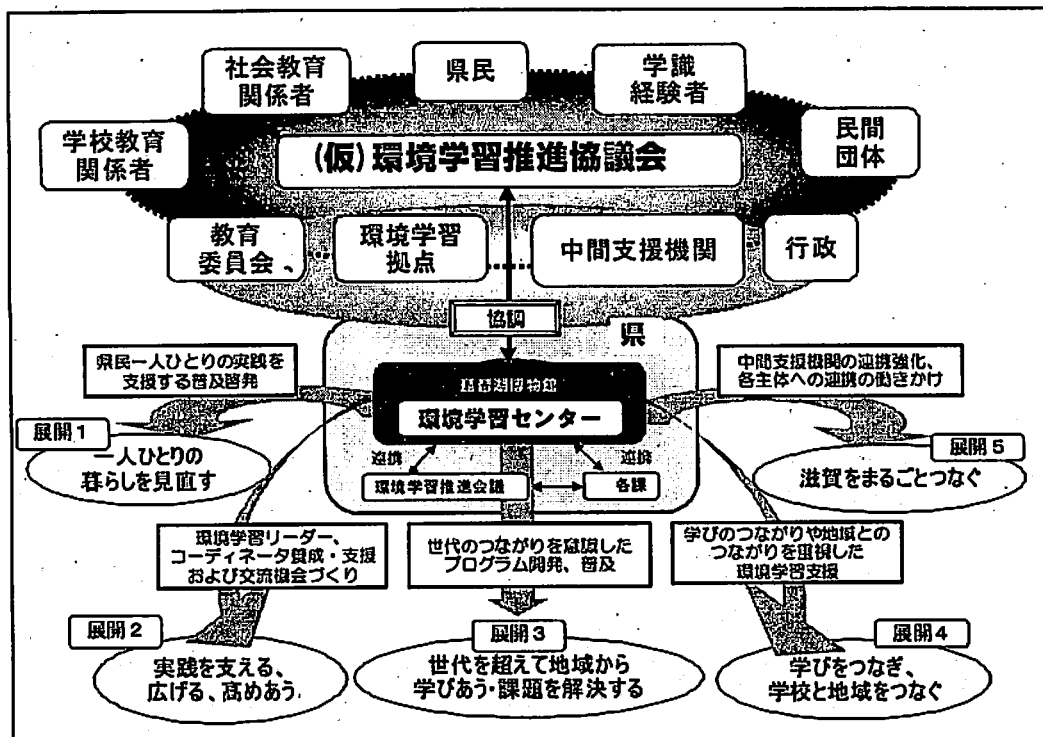 社会教育
関係者
県民
学識
経験者
学校教育
関係者
(仮)環境学習推進協議会
民間
団体
教育
委員会
環境学習
拠点
中間支援機関
行政
協調
県
県民一人ひとりの実践を
支援する普及啓発
中間支援機関の連携強化、
各主体への連携の働きかけ
琵琶湖博物館
環境学習センター
展開1
一人ひとりの
暮らしを見直す
連携
連携
環境学習推進会議
各課
展開5
滋賀をまるごとつなぐ
環境学習リーダー、
コーディネータ養成・支援
および交流機会づくり
世代のつながりを意識した
プログラム開発、普及
学びのつながりや地域との
つながりを重視した
環境学習支援
展開2
実践を支える、
広げる、高めあう
展開3
世代を超えて地域から
学びあう・課題を解決する
展開4
学びをつなぎ、
学校と地域をつなぐ